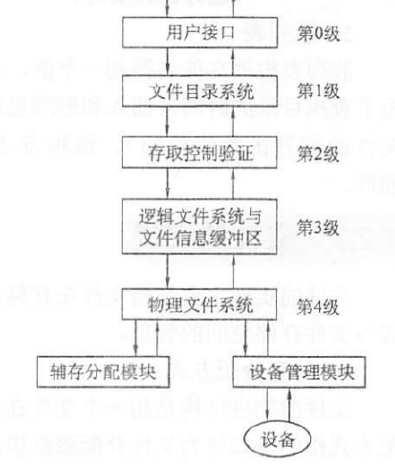 用户接口 第0级
文件目录系统 第1级
存取控制验证 第2级
逻辑文件系统与
文件信息缓冲区 第3级
物理文件系统 第4级
辅存分配模块 设备管理模块
设备